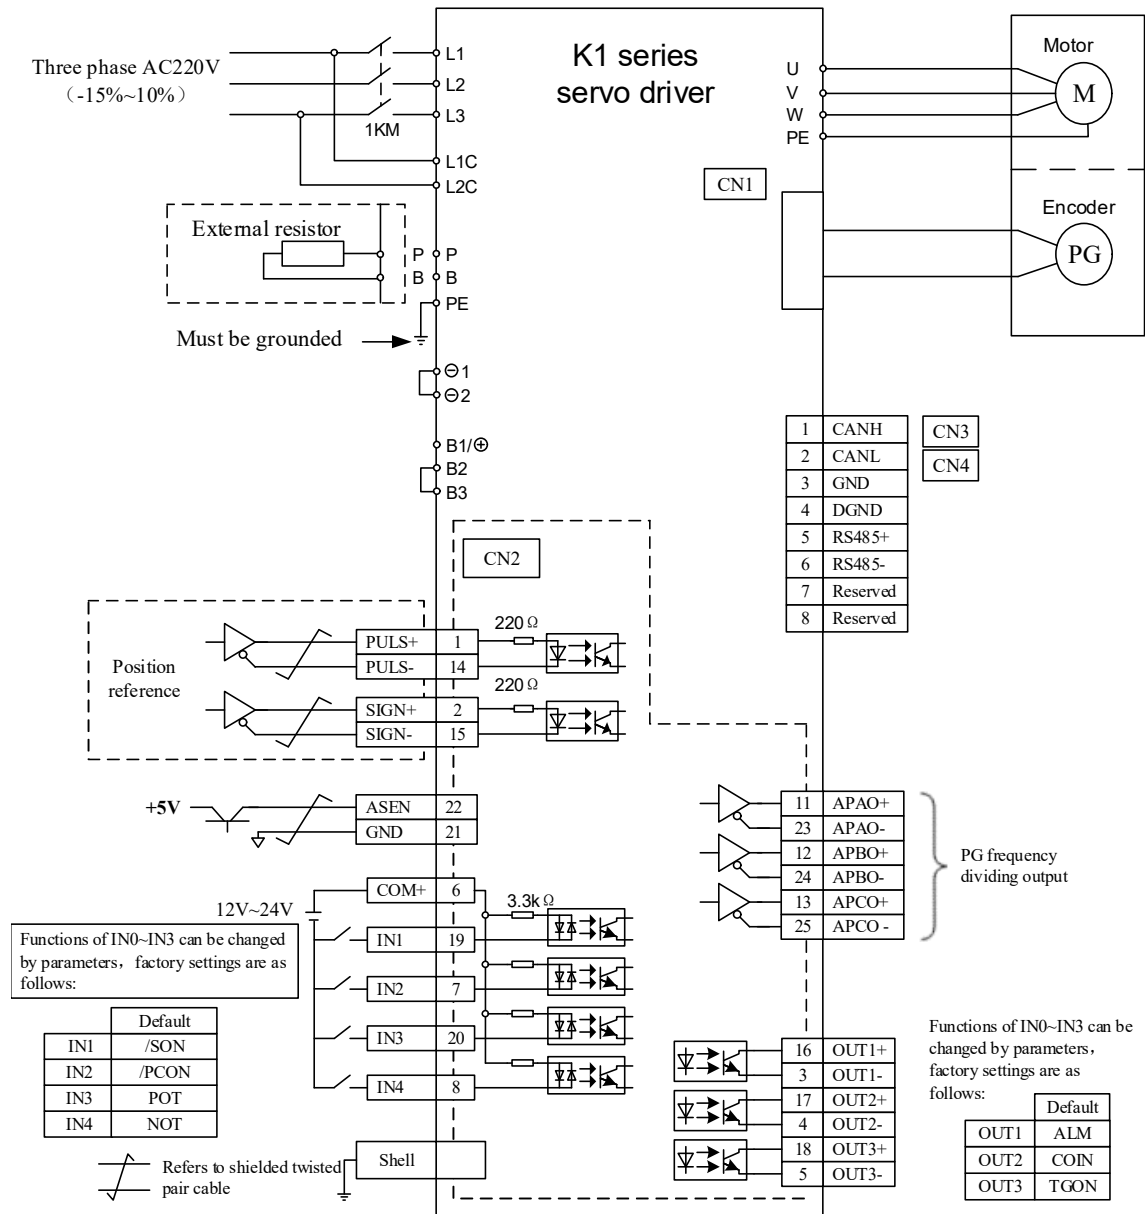 K1 series
servo driver
Three phase AC220V
（-15%~10%）
1KM
L1
L2
L3
L1C
L2C
External resistor
P P
B B
PE
Must be grounded
⊖1
⊖2
B1/⊕
B2
B3
U
V
W
PE
Motor
M
CN1
Encoder
PG
1 CANH
2 CANL
3 GND
4 DGND
5 RS485+
6 RS485-
7 Reserved
8 Reserved
CN3
CN4
CN2
Position
reference
PULS+ 1
PULS- 14
SIGN+ 2
SIGN- 15
220Ω
220Ω
+5V
ASEN 22
GND 21
COM+ 6
12V~24V
3.3kΩ
IN1 19
IN2 7
IN3 20
IN4 8
Shell
Functions of IN0~IN3 can be changed
by parameters，factory settings are as
follows:
Default
IN1 /SON
IN2 /PCON
IN3 POT
IN4 NOT
Refers to shielded twisted
pair cable
11 APAO+
23 APAO-
12 APBO+
24 APBO-
13 APCO+
25 APCO -
PG frequency
dividing output
16 OUT1+
3 OUT1-
17 OUT2+
4 OUT2-
18 OUT3+
5 OUT3-
Functions of IN0~IN3 can be
changed by parameters，
factory settings are as
follows:
Default
OUT1 ALM
OUT2 COIN
OUT3 TGON